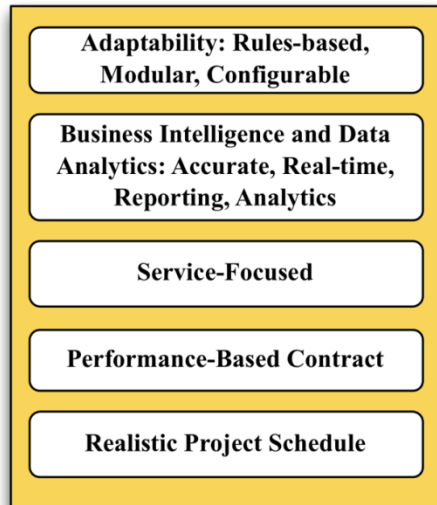 Adaptability: Rules-based,
Modular, Configurable
Business Intelligence and Data
Analytics: Accurate, Real-time,
Reporting, Analytics
Service-Focused
Performance-Based Contract
Realistic Project Schedule